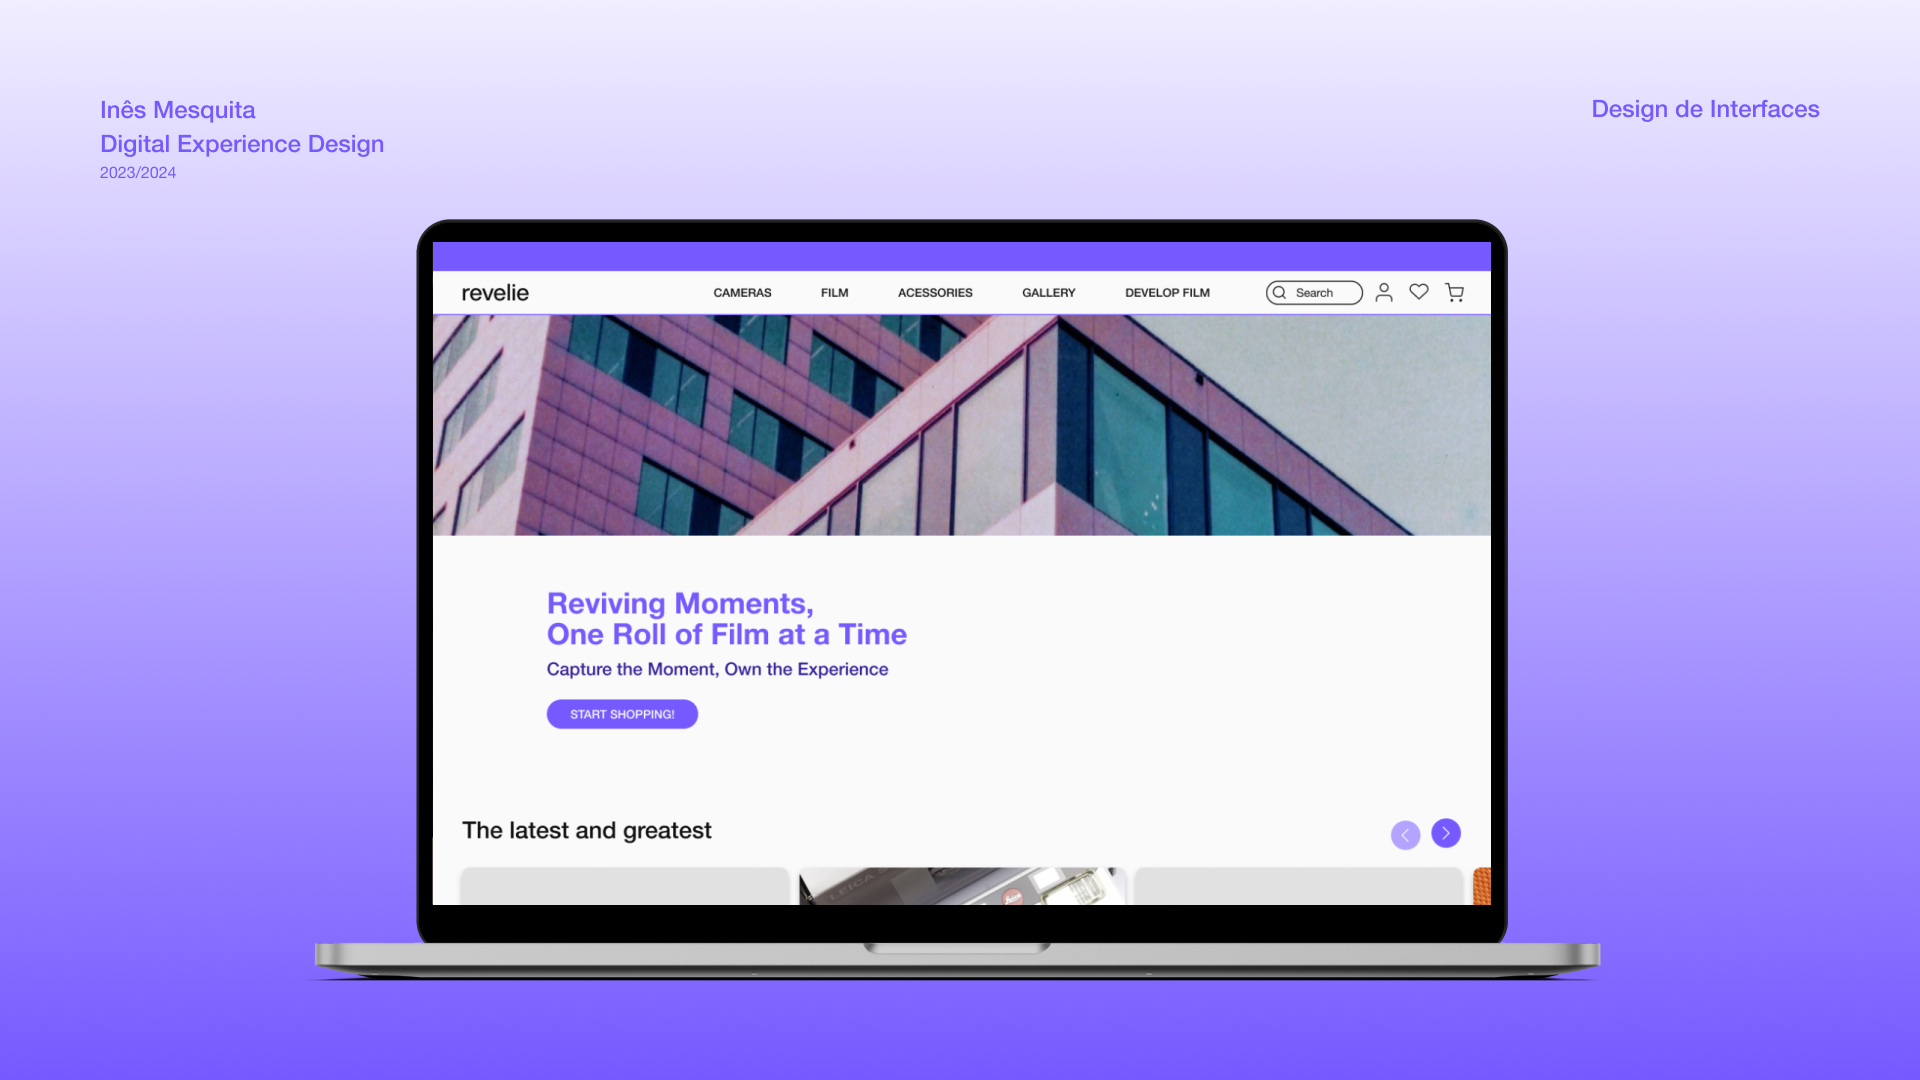 Inês Mesquita
Digital Experience Design
2023/2024
Design de Interfaces
revelie
CAMERAS
FILM
ACESSORIES
GALLERY
DEVELOP FILM
Search
Reviving Moments,
One Roll of Film at a Time
Capture the Moment, Own the Experience
START SHOPPING!
The latest and greatest
LEICA
Leica